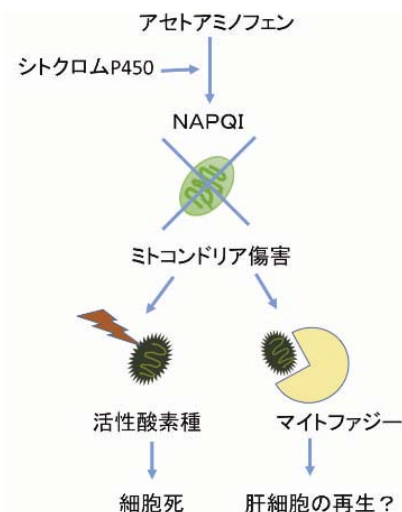 アセトアミノフェン
シトクロムP450
NAPQI
ミトコンドリア傷害
活性酸素種
マイトファジー
細胞死
肝細胞の再生？